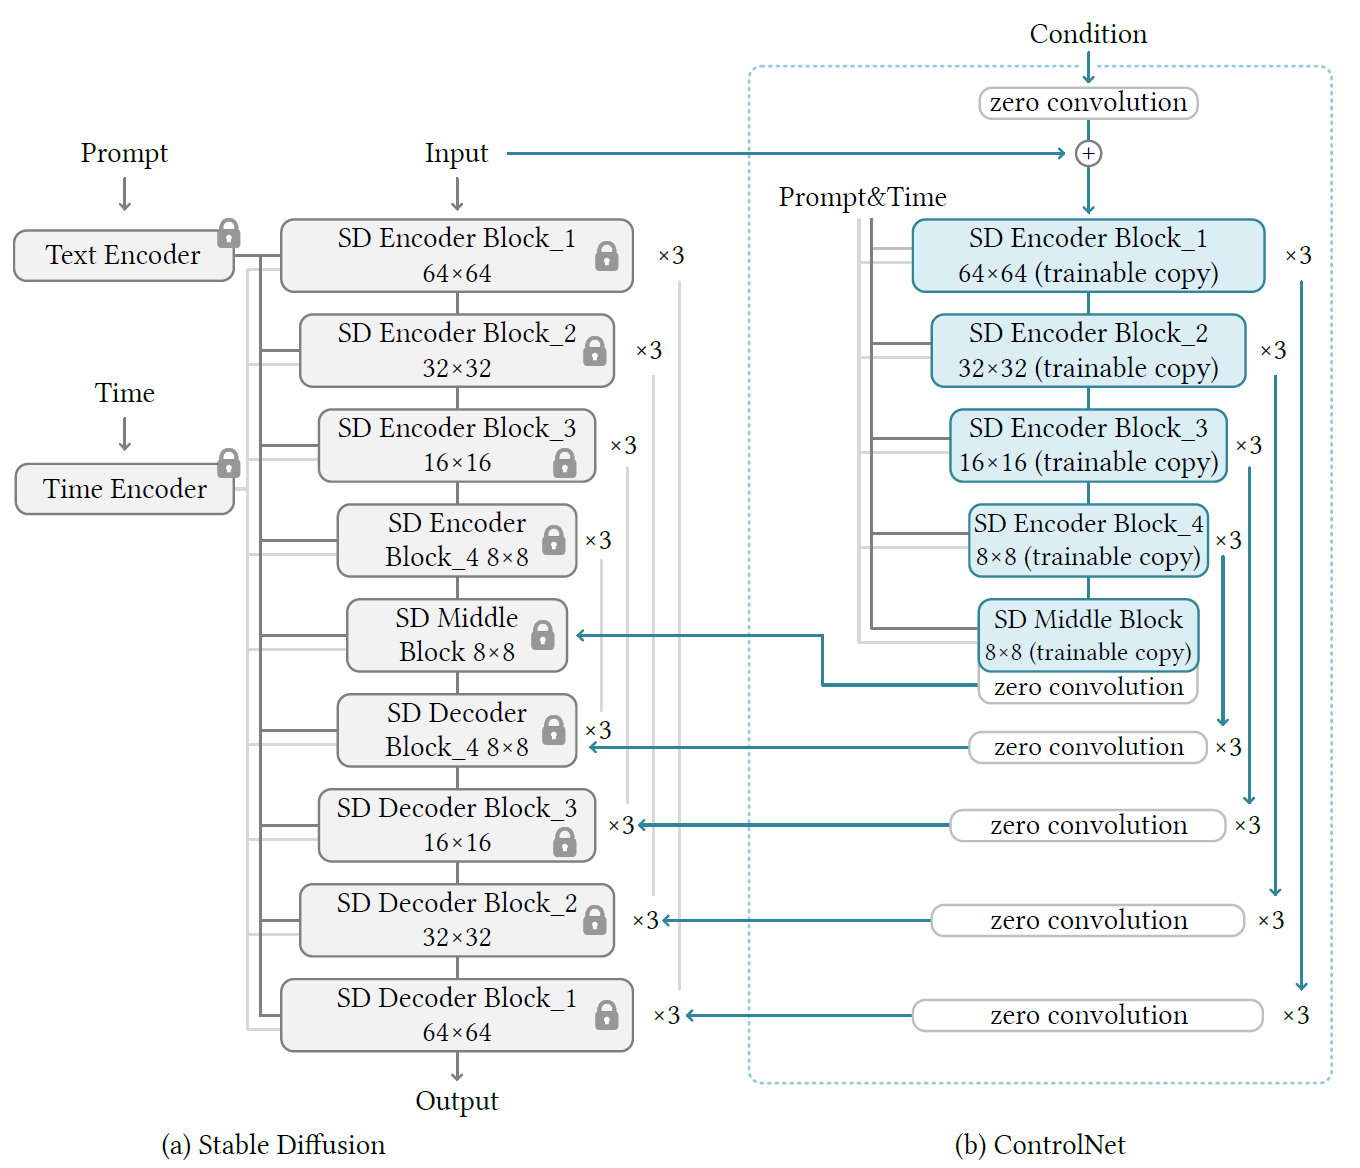 Condition
zero convolution
Prompt
Input
+
Prompt&Time
Text Encoder
SD Encoder Block_1
64×64
×3
SD Encoder Block_1
64×64 (trainable copy)
×3
SD Encoder Block_2
32×32
×3
SD Encoder Block_2
32×32 (trainable copy)
×3
Time
SD Encoder Block_3
16×16
×3
SD Encoder Block_3
16×16 (trainable copy)
×3
Time Encoder
SD Encoder
Block_4 8×8
×3
SD Encoder Block_4
8×8 (trainable copy)
×3
SD Middle
Block 8×8
SD Middle Block
8×8 (trainable copy)
zero convolution
SD Decoder
Block_4 8×8
×3
zero convolution
×3
SD Decoder Block_3
16×16
×3
zero convolution
×3
SD Decoder Block_2
32×32
×3
zero convolution
×3
SD Decoder Block_1
64×64
×3
zero convolution
×3
Output
(a) Stable Diffusion
(b) ControlNet